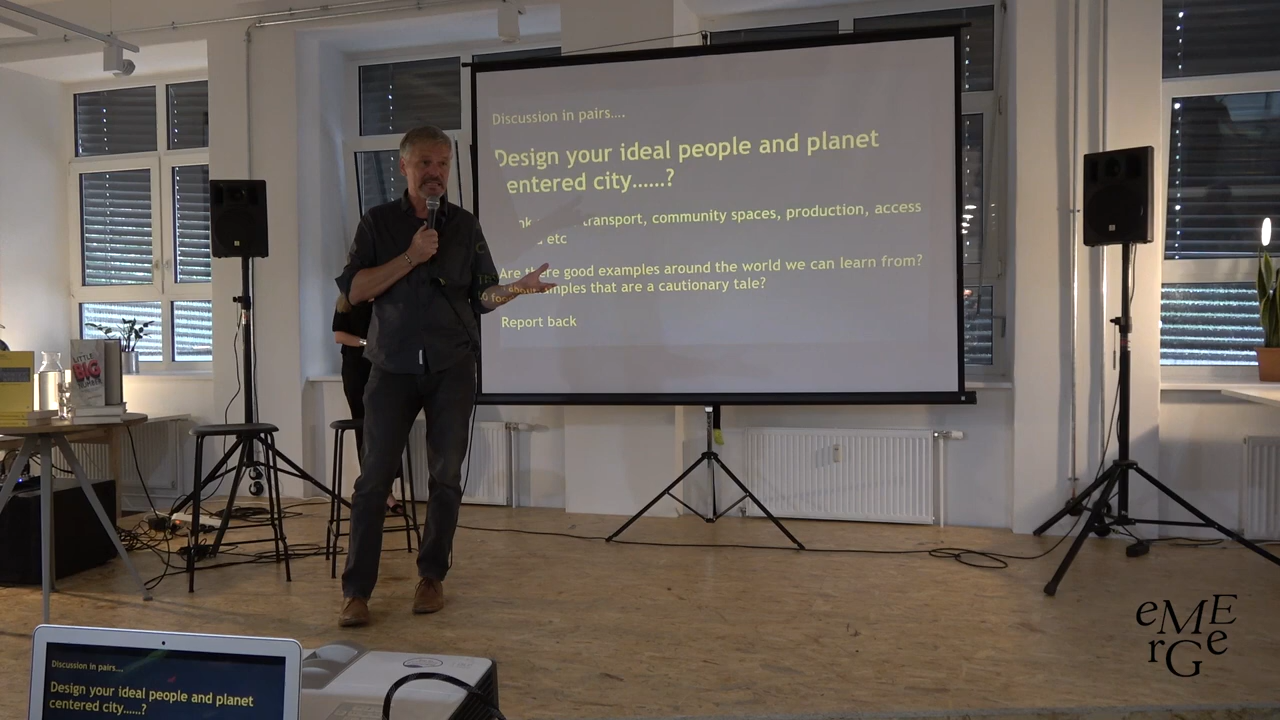 Discussion in pairs....
Design your ideal people and planet
entered city......?
transport, community spaces, production, access
etc
Are there good examples around the world we can learn from?
examples that are a cautionary tale?
Report back
LITTLE
BIG
Discussion in pairs....
Design your ideal people and planet
centered city......?
eMERGe